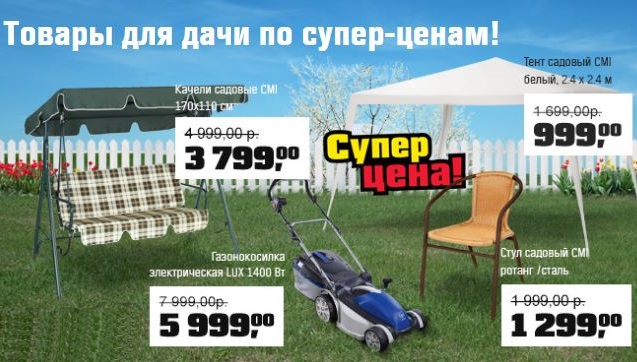 Товары для дачи по супер-ценам!
Тент садовый CMI
белый, 2.4 х 2.4 м
1 699,00р.
999,00
Качели садовые CMI
170х110 см
4 999,00 р.
3 799,00
Супер
цена!
Газонокосилка
электрическая LUX 1400 Вт
7 999,00р.
5 999,00
Стул садовый CMI
ротанг /сталь
1 999,00 р.
1 299,00